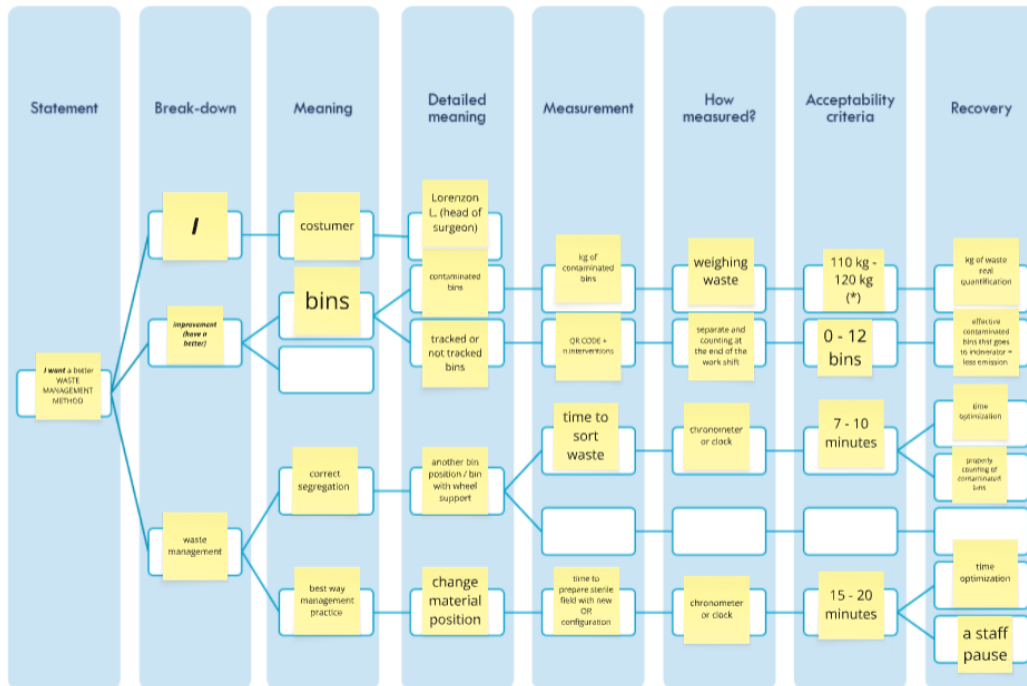 Statement
Break-down
Meaning
Detailed
meaning
Measurement
How
measured?
Acceptability
criteria
Recovery
I want a better
WASTE
MANAGEMENT
METHOD
I
costumer
Lorenzon
L. (head of
surgeon)
improvement
(have a
better)
bins
contaminated
bins
kg of
contaminated
bins
weighing
waste
110 kg -
120 kg
(*)
kg of waste
real
quantification
tracked or
not tracked
bins
QR CODE +
n interventions
separate and
counting at
the end of the
work shift
0 - 12
bins
effective
contaminated
bins that goes
to incinerator =
less emission
waste
management
correct
segregation
another bin
position / bin
with wheel
support
time to
sort
waste
chronometer
or clock
7 - 10
minutes
time
optimization
properly
counting of
contaminated
bins
best way
management
practice
change
material
position
time to
prepare sterile
field with new
OR
configuration
chronometer
or clock
15 - 20
minutes
time
optimization
a staff
pause